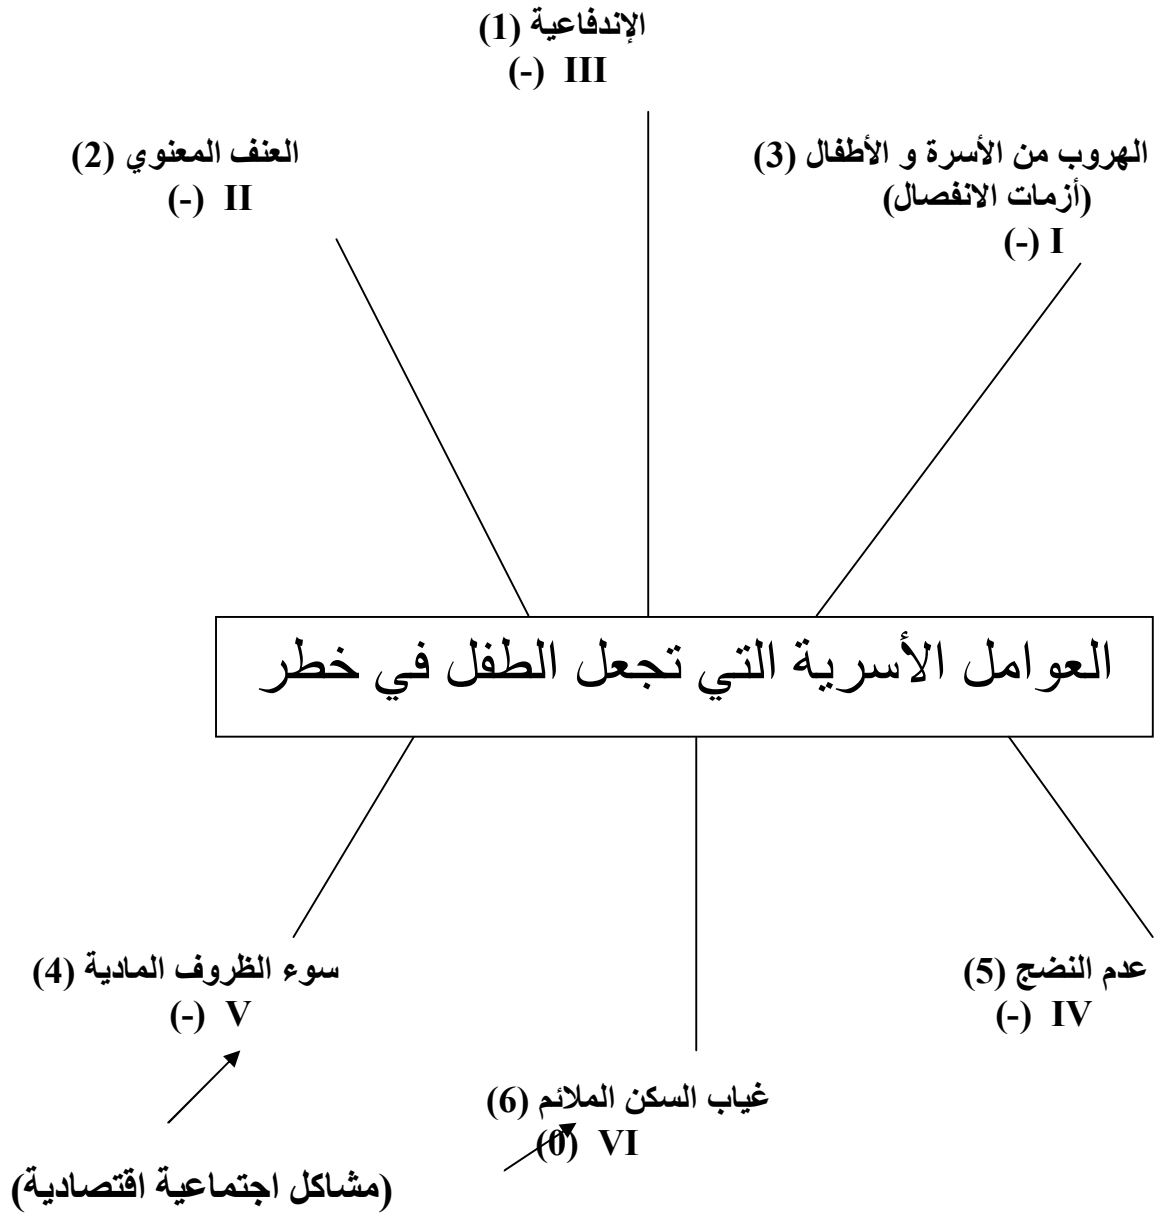 الإندفاعية (1)
III (-)
الهروب من الأسرة و الأطفال (3)
(أزمات الانفصال)
I (-)
العنف المعنوي (2)
II (-)
العوامل الأسرية التي تجعل الطفل في خطر
عدم النضج (5)
IV (-)
سوء الظروف المادية (4)
V (-)
غياب السكن الملائم (6)
VI (0)
(مشاكل اجتماعية اقتصادية)